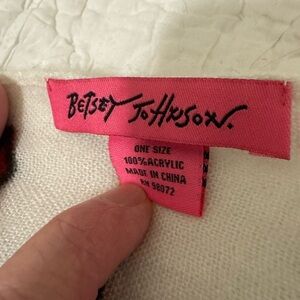 BETSEY JOHNSON.
ONE SIZE
100% ACRYLIC
MADE IN CHINA
RN 98072